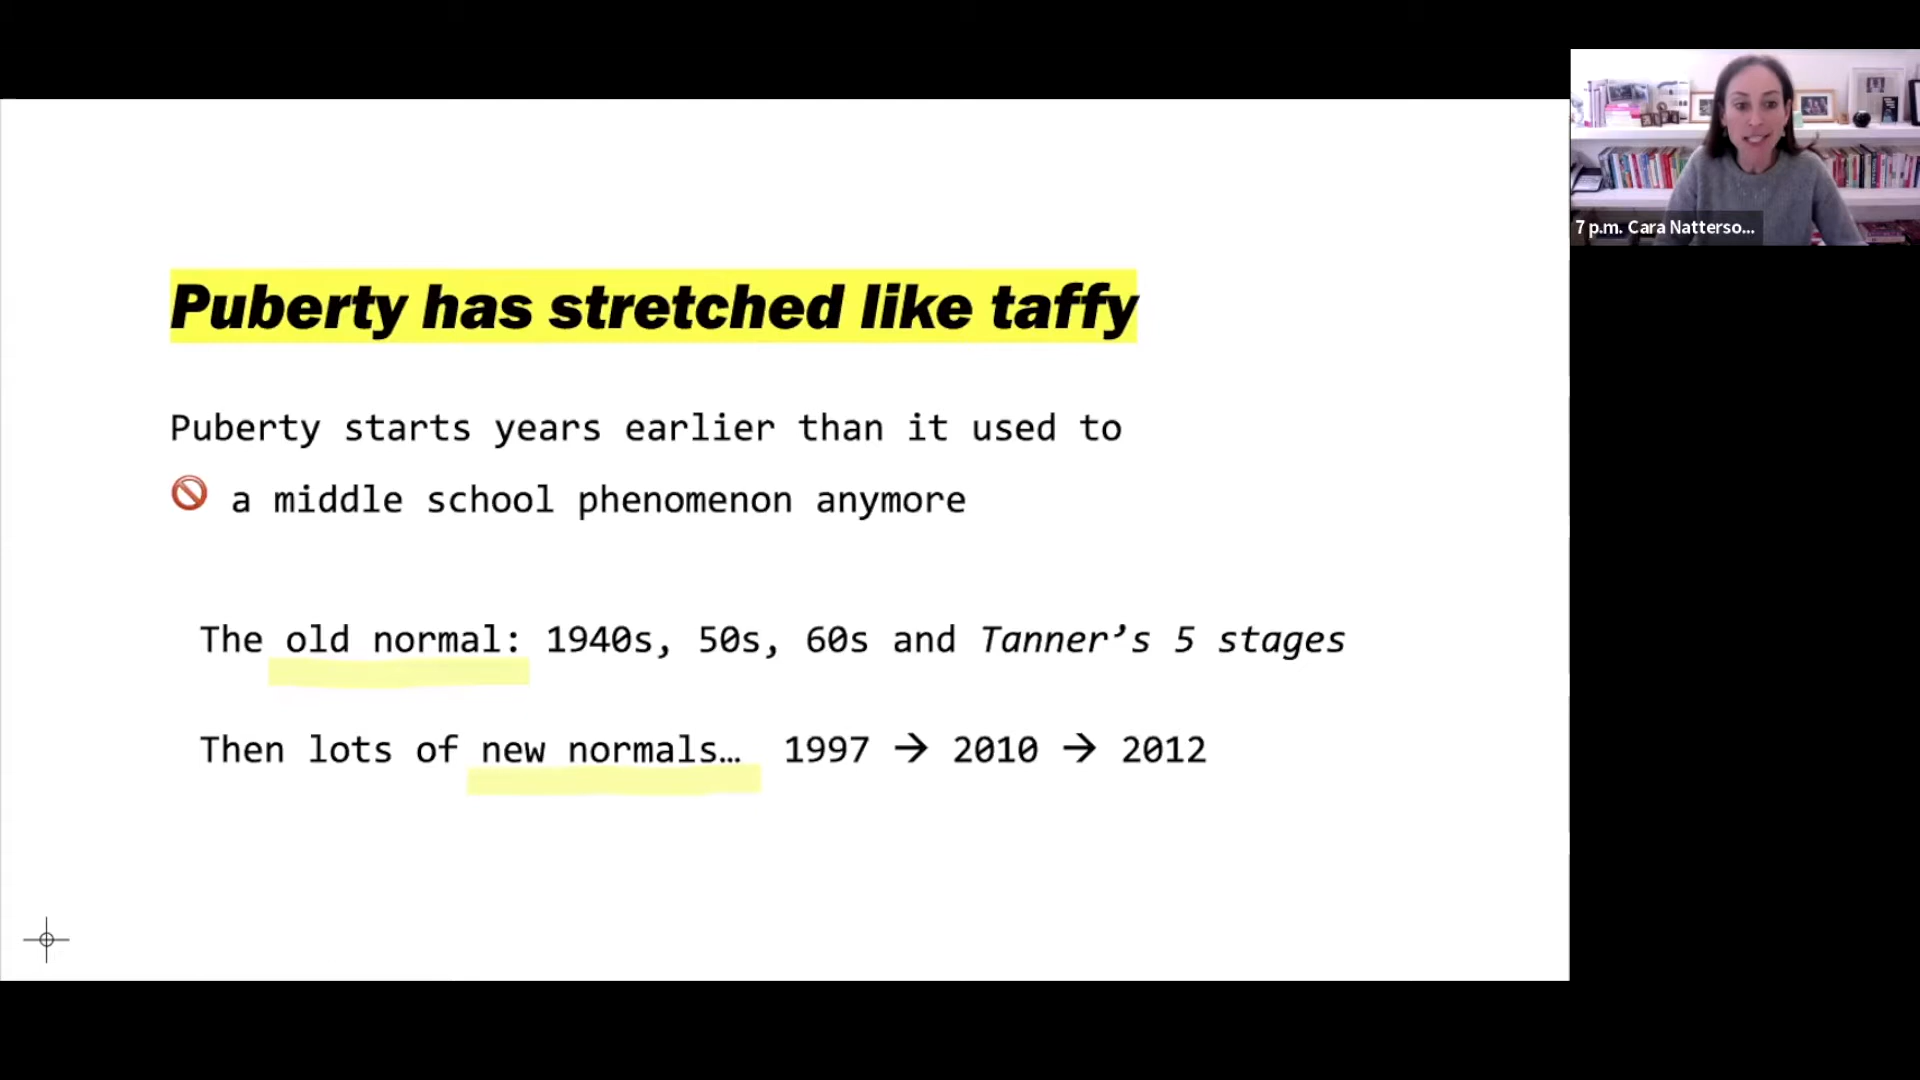 Puberty has stretched like taffy
Puberty starts years earlier than it used to
🚫 a middle school phenomenon anymore
The old normal: 1940s, 50s, 60s and Tanner’s 5 stages
Then lots of new normals… 1997 → 2010 → 2012
7 p.m. Cara Natterso...